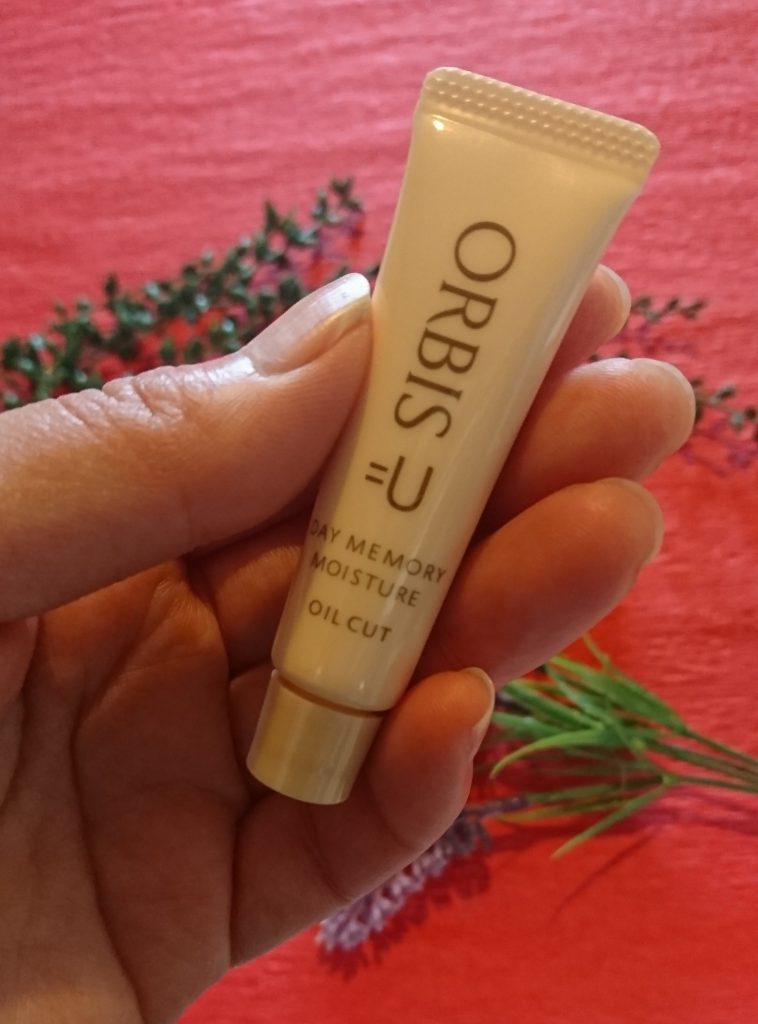 ORBIS
=U
DAY MEMORY
MOISTURE
OIL CUT